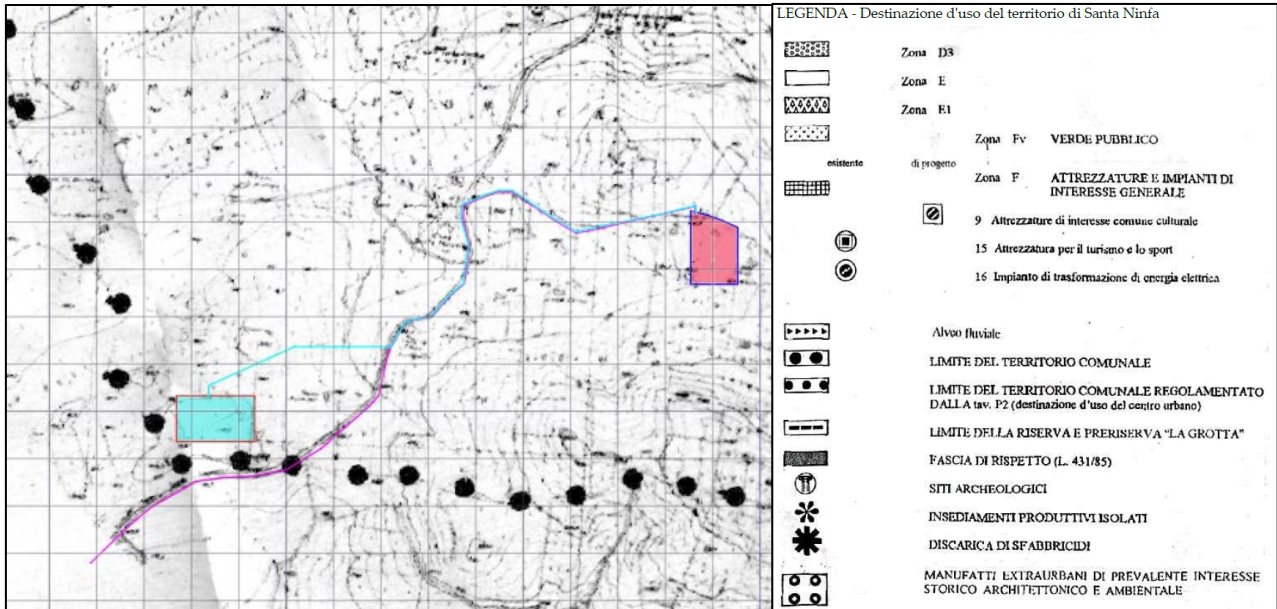 LEGENDA - Destinazione d'uso del territorio di Santa Ninfa
Zona D3
Zona E
Zona E1
Zona Fv VERDE PUBBLICO
esistente di progetto
Zona F ATTREZZATURE E IMPIANTI DI
INTERESSE GENERALE
9 Attrezzature di interesse comune culturale
15 Attrezzatura per il turismo e lo sport
16 Impianto di trasformazione di energia elettrica
Alveo fluviale
LIMITE DEL TERRITORIO COMUNALE
LIMITE DEL TERRITORIO COMUNALE REGOLAMENTATO
DALLA tav. P2 (destinazione d'uso del centro urbano)
LIMITE DELLA RISERVA E PRERISERVA "LA GROTTA"
FASCIA DI RISPETTO (L. 431/85)
SITI ARCHEOLOGICI
INSEDIAMENTI PRODUTTIVI ISOLATI
DISCARICA DI SFABBRICIDI
MANUFATTI EXTRAURBANI DI PREVALENTE INTERESSE
STORICO ARCHITETTONICO E AMBIENTALE